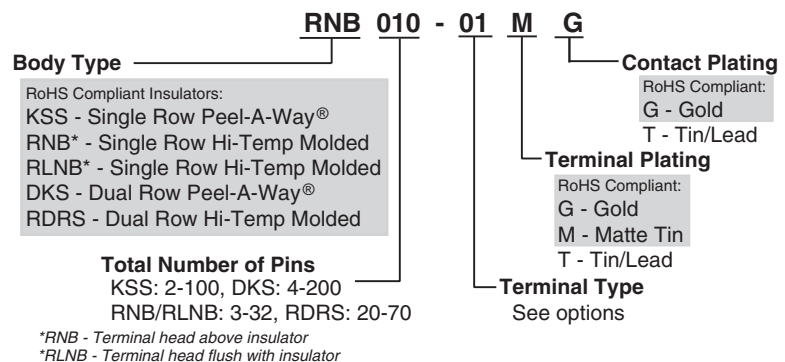 RNB 010 - 01 M G
Body Type
RoHS Compliant Insulators:
KSS - Single Row Peel-A-Way®
RNB* - Single Row Hi-Temp Molded
RLNB* - Single Row Hi-Temp Molded
DKS - Dual Row Peel-A-Way®
RDRS - Dual Row Hi-Temp Molded
Total Number of Pins
KSS: 2-100, DKS: 4-200
RNB/RLNB: 3-32, RDRS: 20-70
*RNB - Terminal head above insulator
*RLNB - Terminal head flush with insulator
Contact Plating
RoHS Compliant:
G - Gold
T - Tin/Lead
Terminal Plating
RoHS Compliant:
G - Gold
M - Matte Tin
T - Tin/Lead
Terminal Type
See options